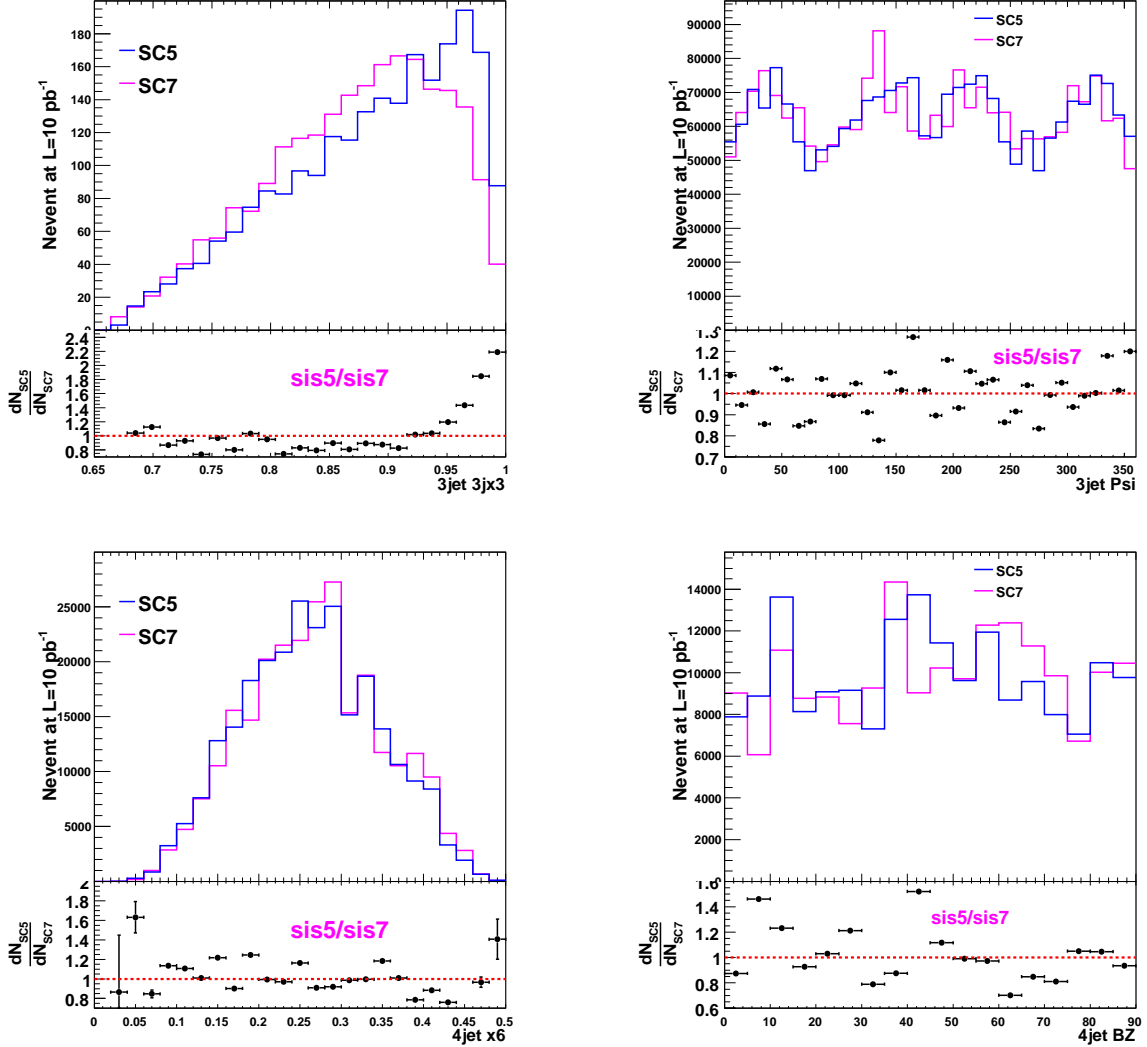 180
160
140
120
100
80
60
40
20
0
Nevent at L=10 pb-1
SC5
SC7
2.4
2.2
2
1.8
1.6
1.4
1.2
1
0.8
dNSC5
dNSC7
sis5/sis7
0.65 0.7 0.75 0.8 0.85 0.9 0.95 1
3jet 3jx3
90000
80000
70000
60000
50000
40000
30000
20000
10000
0
Nevent at L=10 pb-1
SC5
SC7
1.3
1.2
1.1
1
0.9
0.8
0.7
dNSC5
dNSC7
sis5/sis7
0 50 100 150 200 250 300 350
3jet Psi
25000
20000
15000
10000
5000
0
Nevent at L=10 pb-1
SC5
SC7
2
1.8
1.6
1.4
1.2
1
0.8
dNSC5
dNSC7
sis5/sis7
0 0.05 0.1 0.15 0.2 0.25 0.3 0.35 0.4 0.45 0.5
4jet x6
14000
12000
10000
8000
6000
4000
2000
0
Nevent at L=10 pb-1
SC5
SC7
1.6
1.4
1.2
1
0.8
0.6
dNSC5
dNSC7
sis5/sis7
0 10 20 30 40 50 60 70 80 90
4jet BZ